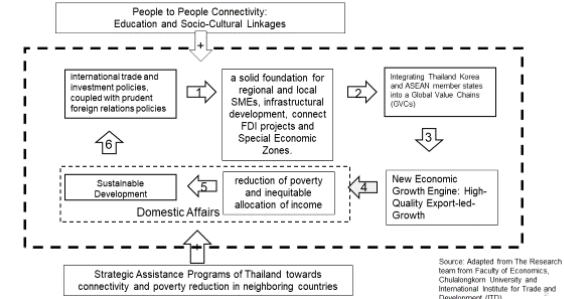 People to People Connectivity:
Education and Socio-Cultural Linkages
+
international trade and
investment policies,
coupled with prudent
foreign relations policies
1
a solid foundation for
regional and local
SMEs, infrastructural
development, connect
FDI projects and
Special Economic
Zones.
2
Integrating Thailand Korea
and ASEAN member states
into a Global Value Chains
(GVCs)
3
New Economic
Growth Engine: High-
Quality Export-led-
Growth
4
reduction of poverty
and inequitable
allocation of income
5
Sustainable
Development
6
Domestic Affairs
+
Strategic Assistance Programs of Thailand towards
connectivity and poverty reduction in neighboring countries
Source: Adapted from The Research
team from Faculty of Economics,
Chulalongkorn University and
International Institute for Trade and
Development (ITD)